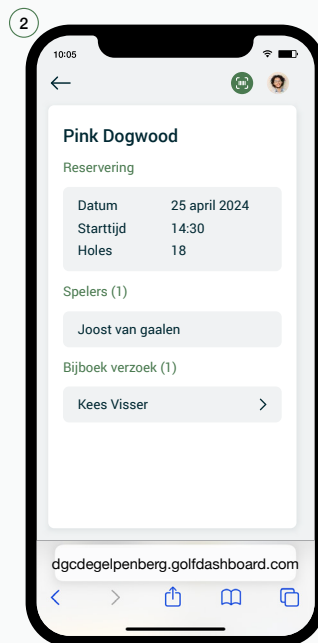 2
10:05
Pink Dogwood
Reservering
Datum 25 april 2024
Starttijd 14:30
Holes 18
Spelers (1)
Joost van gaalen
Bijboek verzoek (1)
Kees Visser
dgcdegelpenberg.golfdashboard.com